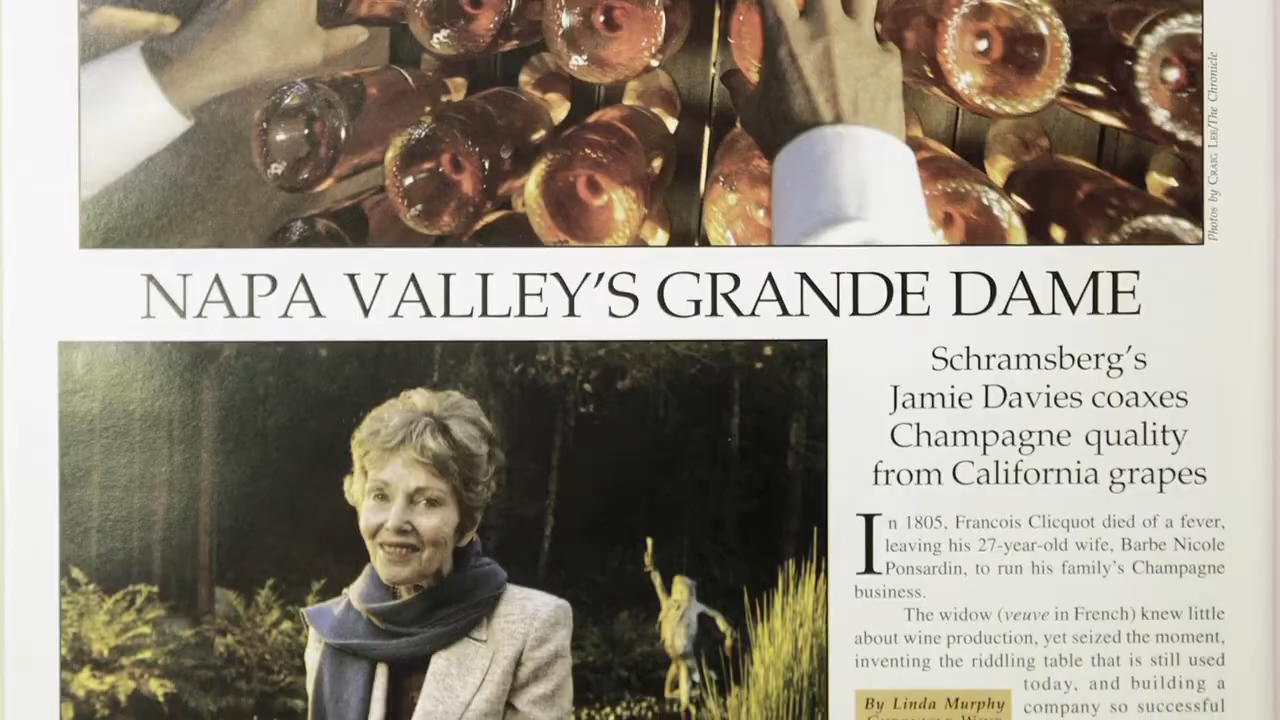 Photos by CRAIG LEE/The Chronicle
NAPA VALLEY'S GRANDE DAME
Schramsberg's
Jamie Davies coaxes
Champagne quality
from California grapes
In 1805, Francois Clicquot died of a fever,
leaving his 27-year-old wife, Barbe Nicole
Ponsardin, to run his family's Champagne
business.
The widow (veuve in French) knew little
about wine production, yet seized the moment,
inventing the riddling table that is still used
today, and building a
company so successful
By Linda Murphy
CHRONICLE WINE